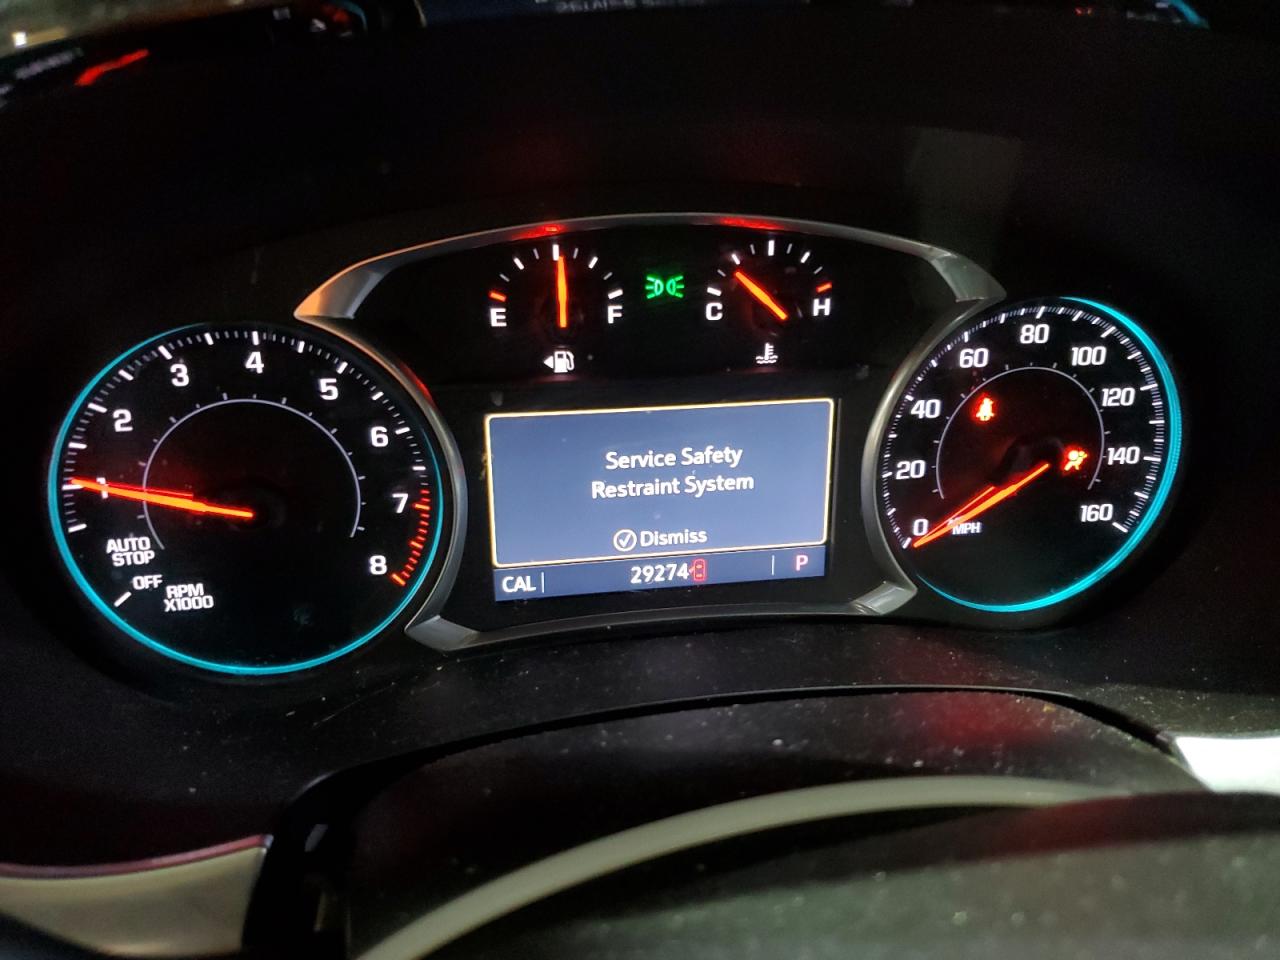 E
F
C
H
1
2
3
4
5
6
7
8
AUTO
STOP
OFF
RPM
X1000
Service Safety
Restraint System
Dismiss
CAL
29274
P
0
20
40
60
80
100
120
140
160
MPH